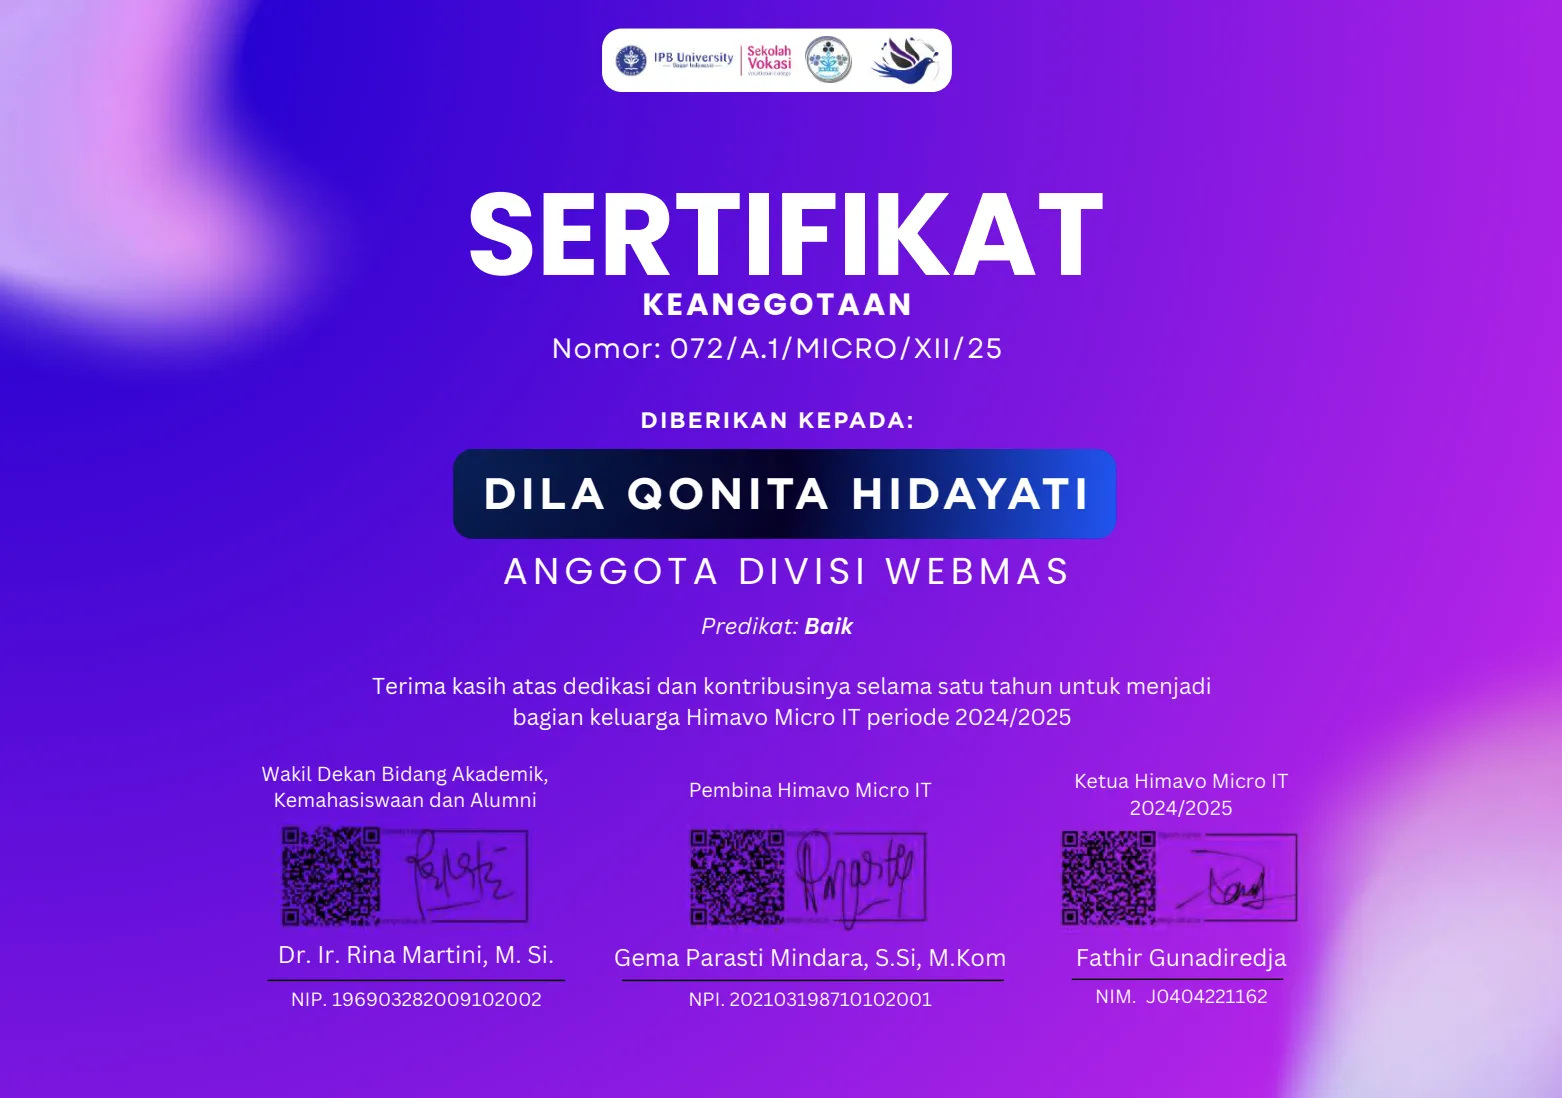 IPB University
Bogor Indonesia
Sekolah
Vokasi
SERTIFIKAT
KEANGGOTAAN
Nomor: 072/A.1/MICRO/XII/25
DIBERIKAN KEPADA:
DILA QONITA HIDAYATI
ANGGOTA DIVISI WEBMAS
Predikat: Baik
Terima kasih atas dedikasi dan kontribusinya selama satu tahun untuk menjadi
bagian keluarga Himavo Micro IT periode 2024/2025
Wakil Dekan Bidang Akademik,
Kemahasiswaan dan Alumni
Dr. Ir. Rina Martini, M. Si.
NIP. 196903282009102002
Pembina Himavo Micro IT
Gema Parasti Mindara, S.Si, M.Kom
NPI. 202103198710102001
Ketua Himavo Micro IT
2024/2025
Fathir Gunadiredja
NIM. J0404221162